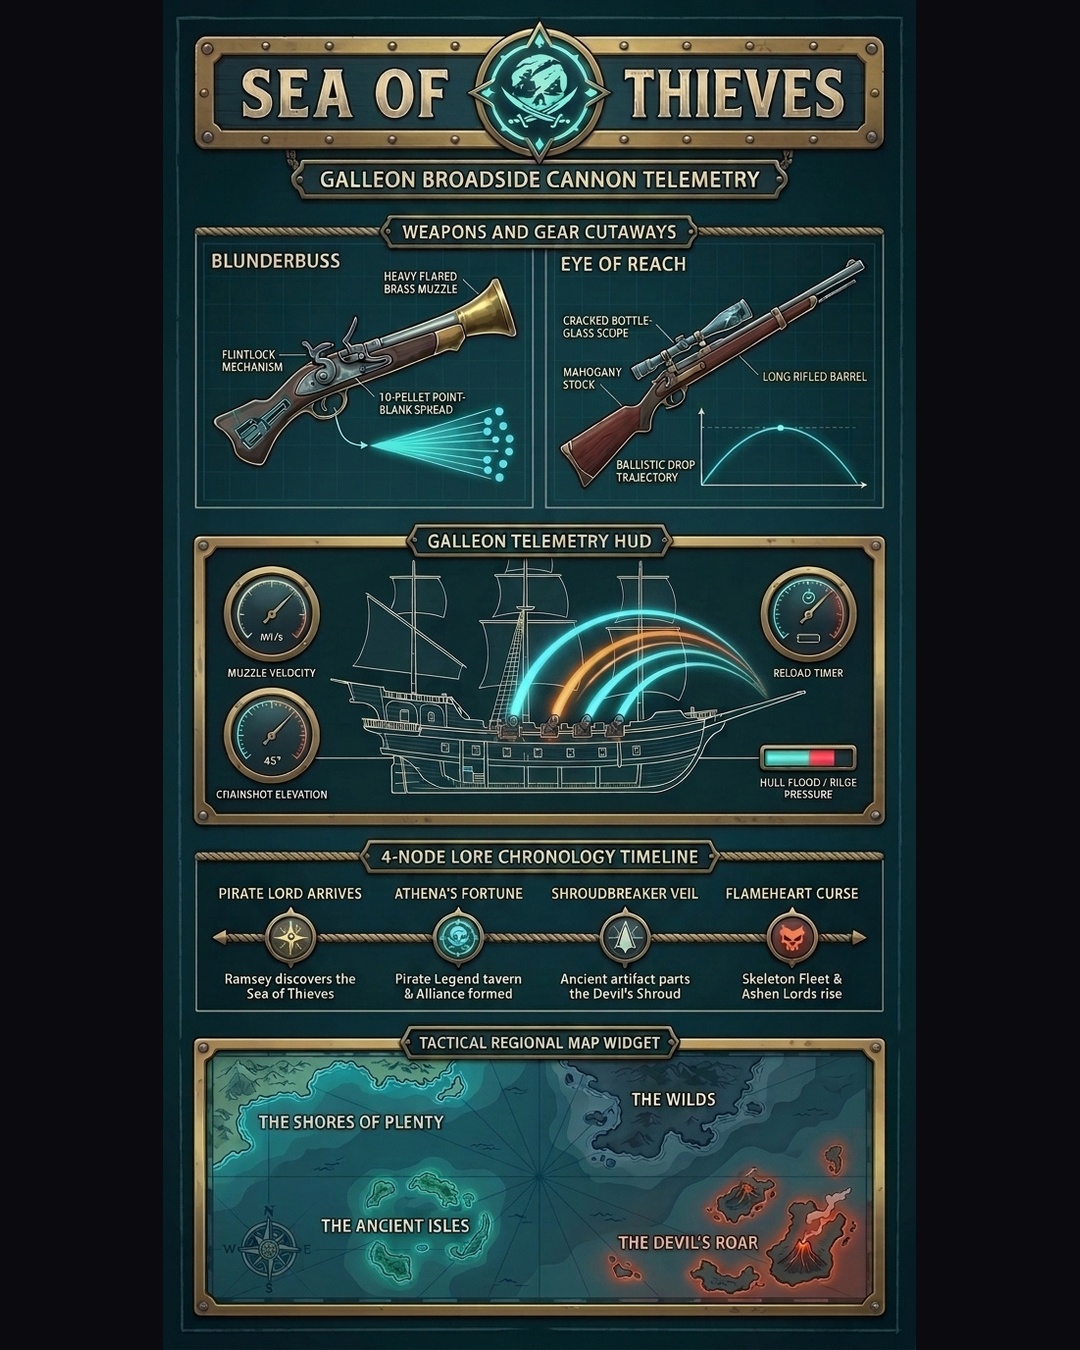 SEA OF THIEVES
GALLEON BROADSIDE CANNON TELEMETRY
WEAPONS AND GEAR CUTAWAYS
BLUNDERBUSS
HEAVY FLARED
BRASS MUZZLE
FLINTLOCK
MECHANISM
10-PELLET POINT-
BLANK SPREAD
EYE OF REACH
CRACKED BOTTLE-
GLASS SCOPE
MAHOGANY
STOCK
LONG RIFLED BARREL
BALLISTIC DROP
TRAJECTORY
GALLEON TELEMETRY HUD
MUZZLE VELOCITY
45°
CHAINSHOT ELEVATION
RELOAD TIMER
HULL FLOOD / RILGE
PRESSURE
4-NODE LORE CHRONOLOGY TIMELINE
PIRATE LORD ARRIVES
Ramsey discovers the
Sea of Thieves
ATHENA'S FORTUNE
Pirate Legend tavern
& Alliance formed
SHROUDBREAKER VEIL
Ancient artifact parts
the Devil's Shroud
FLAMEHEART CURSE
Skeleton Fleet &
Ashen Lords rise
TACTICAL REGIONAL MAP WIDGET
THE SHORES OF PLENTY
THE WILDS
THE ANCIENT ISLES
THE DEVIL'S ROAR
N
W E
S